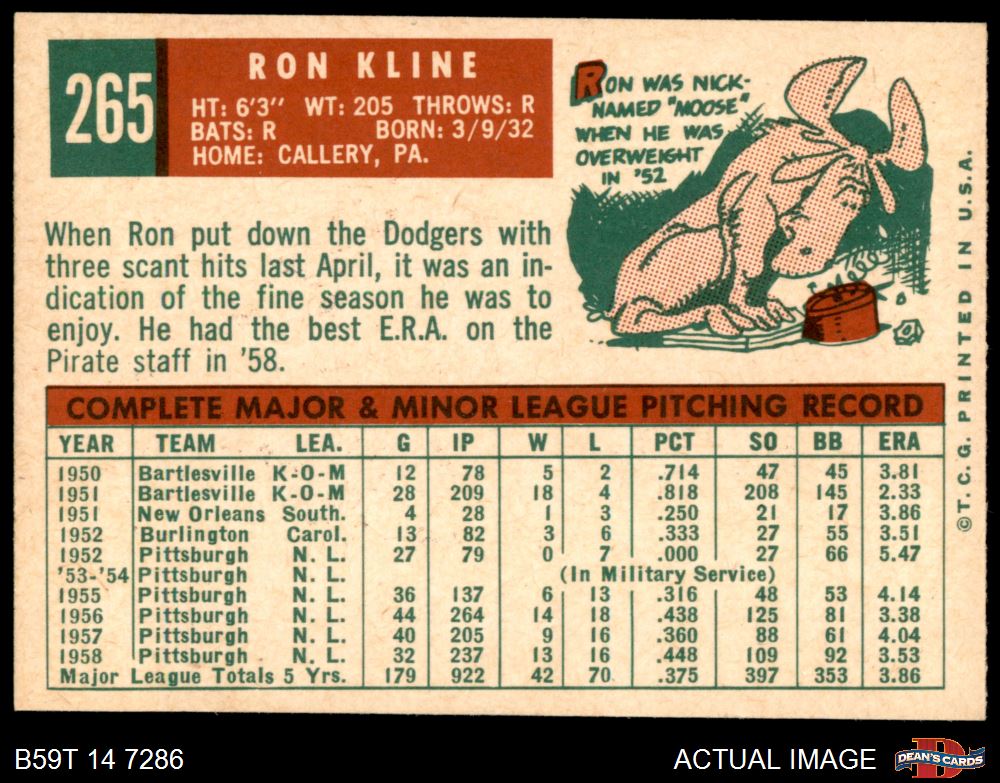 265
RON KLINE
HT: 6'3" WT: 205 THROWS: R
BATS: R BORN: 3/9/32
HOME: CALLERY, PA.
RON WAS NICK-
NAMED "MOOSE"
WHEN HE WAS
OVERWEIGHT
IN '52
When Ron put down the Dodgers with
three scant hits last April, it was an in-
dication of the fine season he was to
enjoy. He had the best E.R.A. on the
Pirate staff in '58.
COMPLETE MAJOR & MINOR LEAGUE PITCHING RECORD
YEAR TEAM LEA. G IP W L PCT SO BB ERA
1950 Bartlesville K-O-M 12 78 5 2 .714 47 45 3.81
1951 Bartlesville K-O-M 28 209 18 4 .818 208 145 2.33
1951 New Orleans South. 4 28 1 3 .250 21 17 3.86
1952 Burlington Carol. 13 82 3 6 .333 27 55 3.51
1952 Pittsburgh N. L. 27 79 0 7 .000 27 66 5.47
'53-'54 Pittsburgh N. L. (In Military Service)
1955 Pittsburgh N. L. 36 137 6 13 .316 48 53 4.14
1956 Pittsburgh N. L. 44 264 14 18 .438 125 81 3.38
1957 Pittsburgh N. L. 40 205 9 16 .360 88 61 4.04
1958 Pittsburgh N. L. 32 237 13 16 .448 109 92 3.53
Major League Totals 5 Yrs. 179 922 42 70 .375 397 353 3.86
©T.C.G. PRINTED IN U.S.A.
B59T 14 7286
ACTUAL IMAGE
DEAN'S CARDS